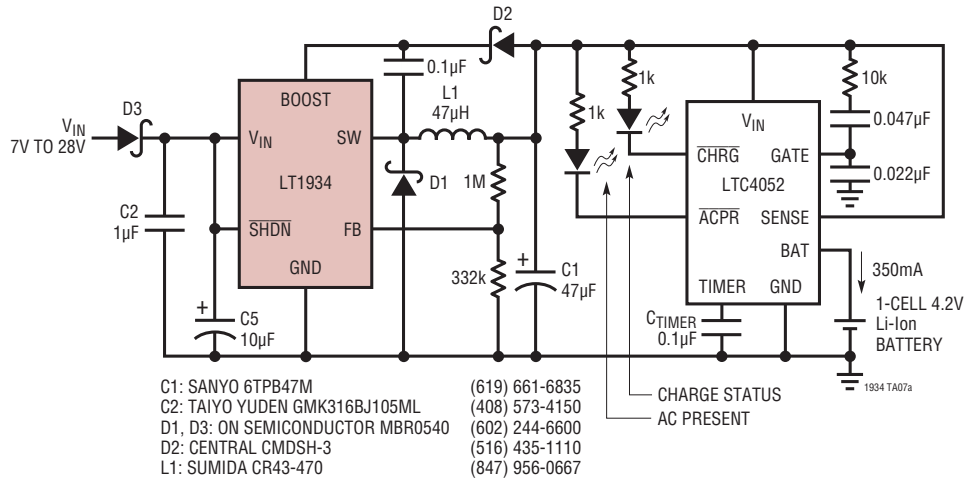 D2
0.1µF
L1
47µH
BOOST
D3
VIN
7V TO 28V
VIN
SW
LT1934
D1
1M
C2
1µF
SHDN
FB
GND
332k
C5
10µF
+
+
C1
47µF
1k
1k
10k
0.047µF
0.022µF
VIN
CHRG
GATE
LTC4052
ACPR
SENSE
BAT
TIMER
GND
350mA
CTIMER
0.1µF
1-CELL 4.2V
Li-Ion
BATTERY
1934 TA07a
CHARGE STATUS
AC PRESENT
C1: SANYO 6TPB47M (619) 661-6835
C2: TAIYO YUDEN GMK316BJ105ML (408) 573-4150
D1, D3: ON SEMICONDUCTOR MBR0540 (602) 244-6600
D2: CENTRAL CMDSH-3 (516) 435-1110
L1: SUMIDA CR43-470 (847) 956-0667